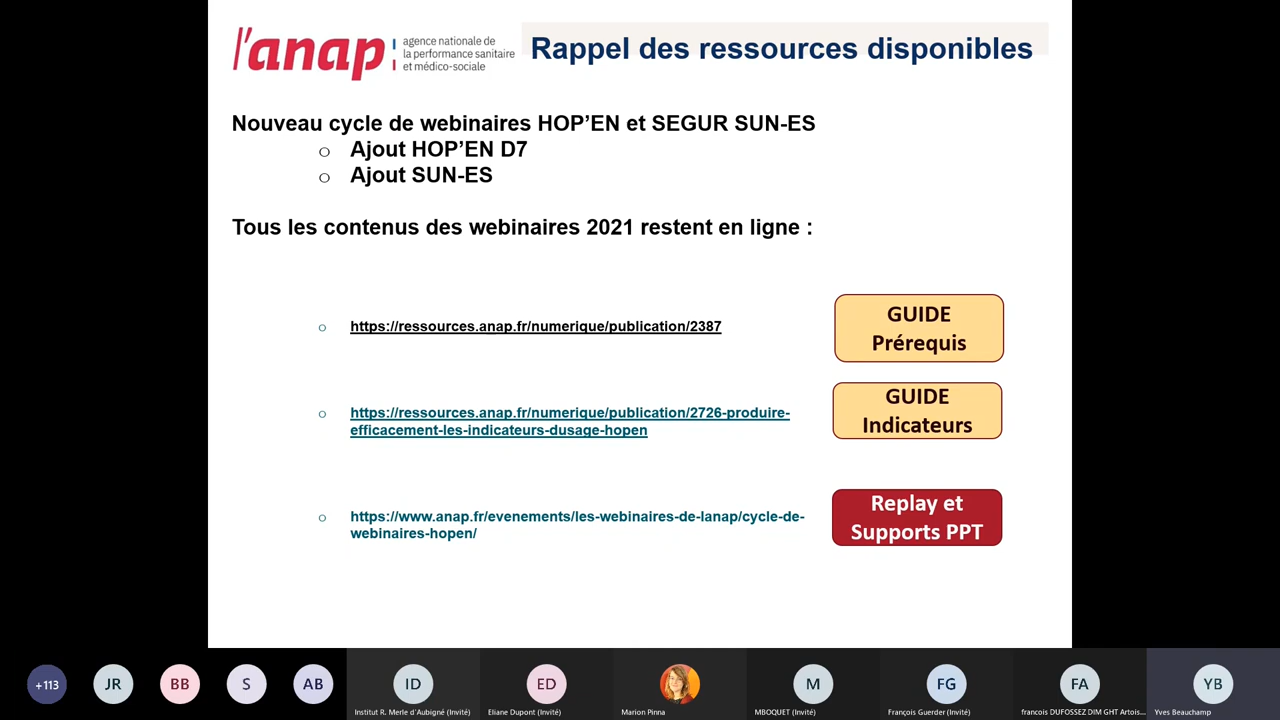 l'anap
agence nationale de
la performance sanitaire
et médico-sociale
Rappel des ressources disponibles
Nouveau cycle de webinaires HOP’EN et SEGUR SUN-ES
o Ajout HOP’EN D7
o Ajout SUN-ES
Tous les contenus des webinaires 2021 restent en ligne :
o https://ressources.anap.fr/numerique/publication/2387
GUIDE
Prérequis
o https://ressources.anap.fr/numerique/publication/2726-produire-
efficacement-les-indicateurs-dusage-hopen
GUIDE
Indicateurs
o https://www.anap.fr/evenements/les-webinaires-de-lanap/cycle-de-
webinaires-hopen/
Replay et
Supports PPT
+113
JR
BB
S
AB
ID
Institut R. Merle d'Aubigné (Invité)
ED
Eliane Dupont (Invité)
Marion Pinna
M
MBOQUET (Invité)
FG
François Guerder (Invité)
FA
francois DUFOSSEZ DIM GHT Artois...
YB
Yves Beauchamp